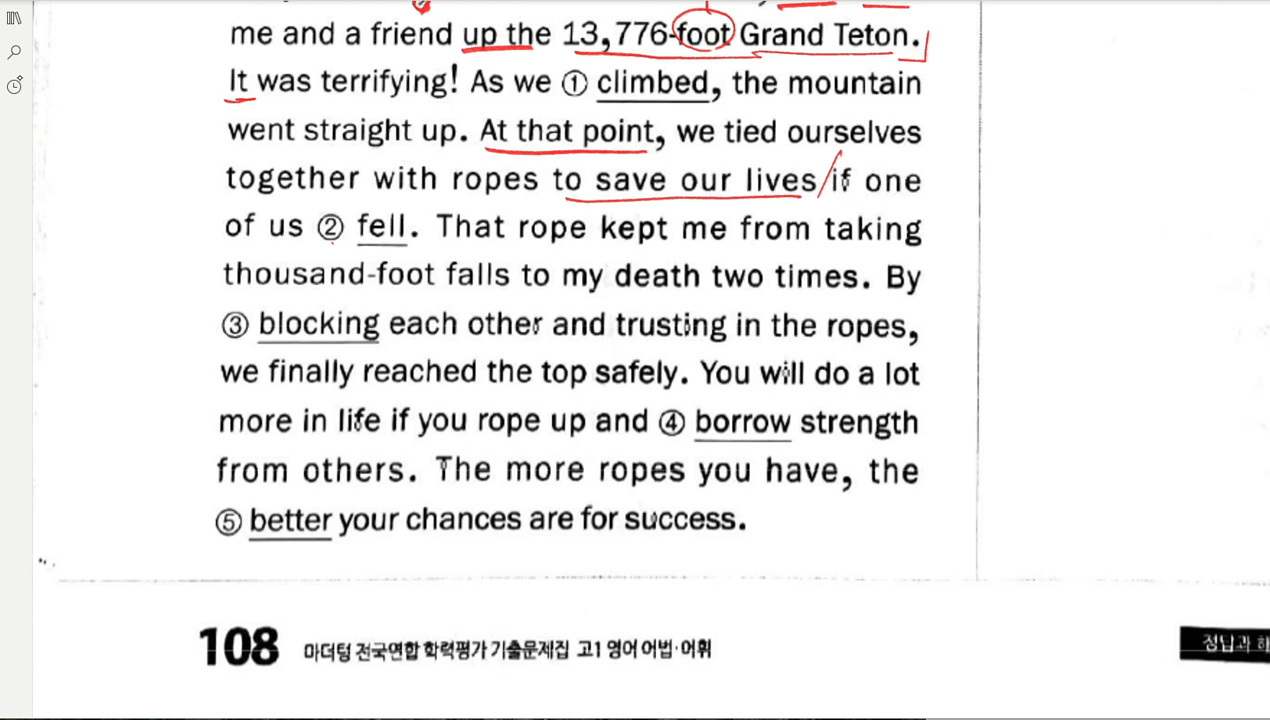 me and a friend up the 13,776-foot Grand Teton.
It was terrifying! As we ① climbed, the mountain
went straight up. At that point, we tied ourselves
together with ropes to save our lives if one
of us ② fell. That rope kept me from taking
thousand-foot falls to my death two times. By
③ blocking each other and trusting in the ropes,
we finally reached the top safely. You will do a lot
more in life if you rope up and ④ borrow strength
from others. The more ropes you have, the
⑤ better your chances are for success.
108 마더텅 전국연합 학력평가 기출문제집 고1 영어 어법·어휘
정답과